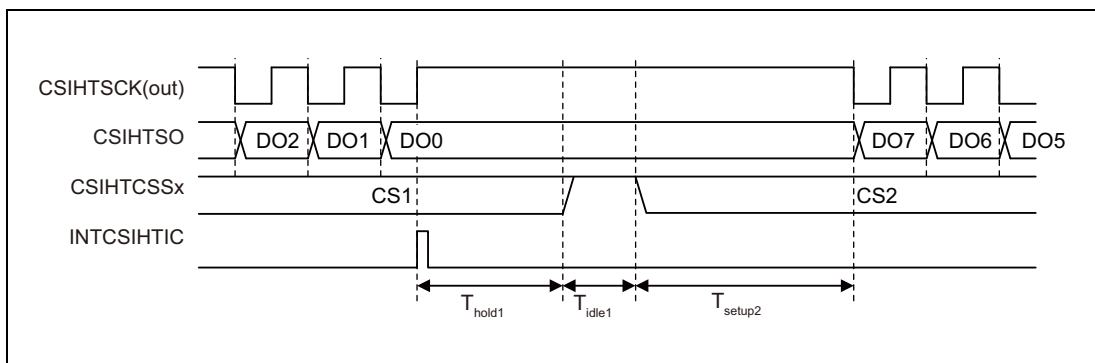 CSIHTSCK(out)
CSIHTSO DO2 DO1 DO0 DO7 DO6 DO5
CSIHTCSSx CS1 CS2
INTCSIHTIC
Thold1 Tidle1 Tsetup2